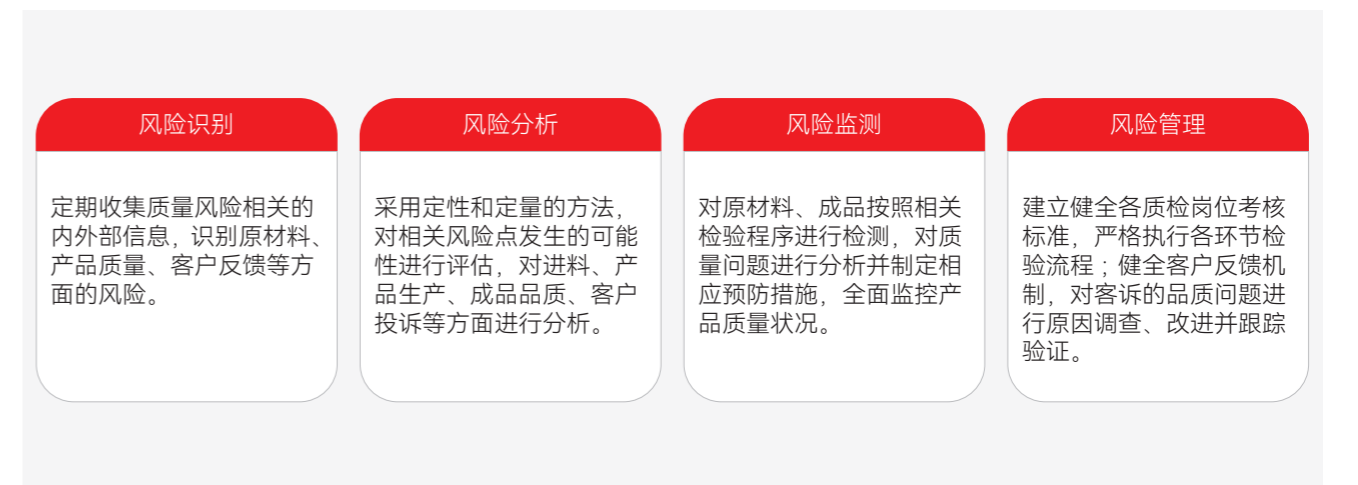 风险识别
定期收集质量风险相关的
内外部信息，识别原材料、
产品质量、客户反馈等方
面的风险。
风险分析
采用定性和定量的方法，
对相关风险点发生的可能
性进行评估，对进料、产
品生产、成品品质、客户
投诉等方面进行分析。
风险监测
对原材料、成品按照相关
检验程序进行检测，对质
量问题进行分析并制定相
应预防措施，全面监控产
品质量状况。
风险管理
建立健全各质检岗位考核
标准，严格执行各环节检
验流程；健全客户反馈机
制，对客诉的品质问题进
行原因调查、改进并跟踪
验证。